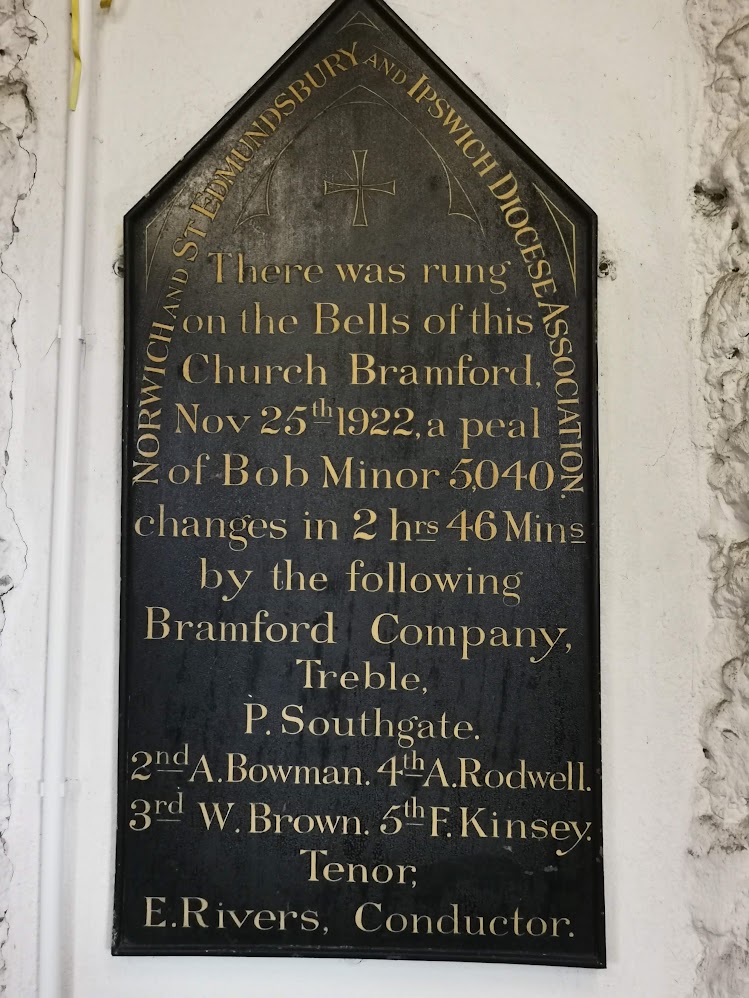 NORWICH AND ST EDMUNDSBURY AND IPSWICH DIOCESE ASSOCIATION.
There was rung
on the Bells of this
Church Bramford,
Nov 25th 1922, a peal
of Bob Minor 5,040
changes in 2 hrs 46 Mins
by the following
Bramford Company,
Treble,
P. Southgate.
2nd A. Bowman. 4th A. Rodwell.
3rd W. Brown. 5th F. Kinsey.
Tenor,
E. Rivers, Conductor.